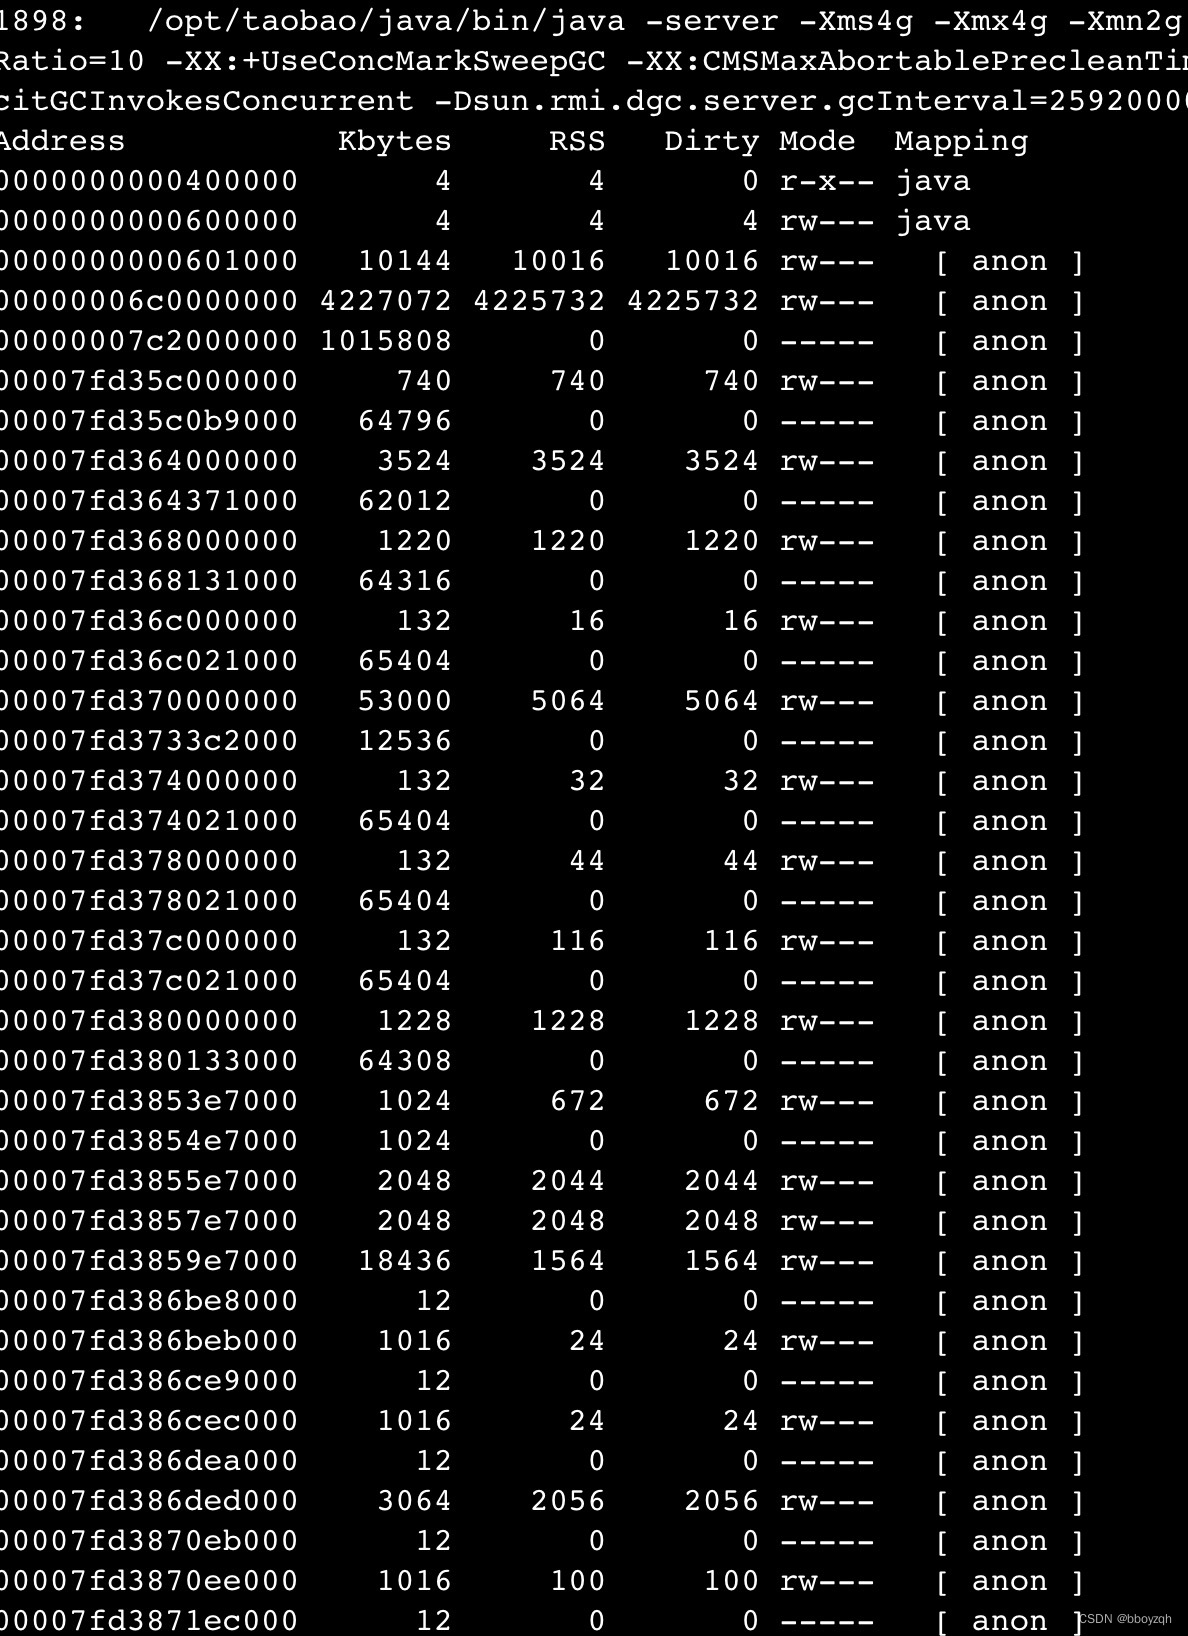 1898:   /opt/taobao/java/bin/java -server -Xms4g -Xmx4g -Xmn2g
Ratio=10 -XX:+UseConcMarkSweepGC -XX:CMSMaxAbortablePrecleanTim
citGCInvokesConcurrent -Dsun.rmi.dgc.server.gcInterval=25920000
Address           Kbytes     RSS   Dirty Mode  Mapping
0000000000400000       4       4       0 r-x-- java
0000000000600000       4       4       4 rw--- java
0000000000601000   10144   10016   10016 rw---   [ anon ]
00000006c0000000 4227072 4225732 4225732 rw---   [ anon ]
00000007c2000000 1015808       0       0 -----   [ anon ]
00007fd35c000000     740     740     740 rw---   [ anon ]
00007fd35c0b9000   64796       0       0 -----   [ anon ]
00007fd364000000    3524    3524    3524 rw---   [ anon ]
00007fd364371000   62012       0       0 -----   [ anon ]
00007fd368000000    1220    1220    1220 rw---   [ anon ]
00007fd368131000   64316       0       0 -----   [ anon ]
00007fd36c000000     132      16      16 rw---   [ anon ]
00007fd36c021000   65404       0       0 -----   [ anon ]
00007fd370000000   53000    5064    5064 rw---   [ anon ]
00007fd3733c2000   12536       0       0 -----   [ anon ]
00007fd374000000     132      32      32 rw---   [ anon ]
00007fd374021000   65404       0       0 -----   [ anon ]
00007fd378000000     132      44      44 rw---   [ anon ]
00007fd378021000   65404       0       0 -----   [ anon ]
00007fd37c000000     132     116     116 rw---   [ anon ]
00007fd37c021000   65404       0       0 -----   [ anon ]
00007fd380000000    1228    1228    1228 rw---   [ anon ]
00007fd380133000   64308       0       0 -----   [ anon ]
00007fd3853e7000    1024     672     672 rw---   [ anon ]
00007fd3854e7000    1024       0       0 -----   [ anon ]
00007fd3855e7000    2048    2044    2044 rw---   [ anon ]
00007fd3857e7000    2048    2048    2048 rw---   [ anon ]
00007fd3859e7000   18436    1564    1564 rw---   [ anon ]
00007fd386be8000      12       0       0 -----   [ anon ]
00007fd386beb000    1016      24      24 rw---   [ anon ]
00007fd386ce9000      12       0       0 -----   [ anon ]
00007fd386cec000    1016      24      24 rw---   [ anon ]
00007fd386dea000      12       0       0 -----   [ anon ]
00007fd386ded000    3064    2056    2056 rw---   [ anon ]
00007fd3870eb000      12       0       0 -----   [ anon ]
00007fd3870ee000    1016     100     100 rw---   [ anon ]
00007fd3871ec000      12       0       0 -----   [ anon ]
CSDN @bboyzqh